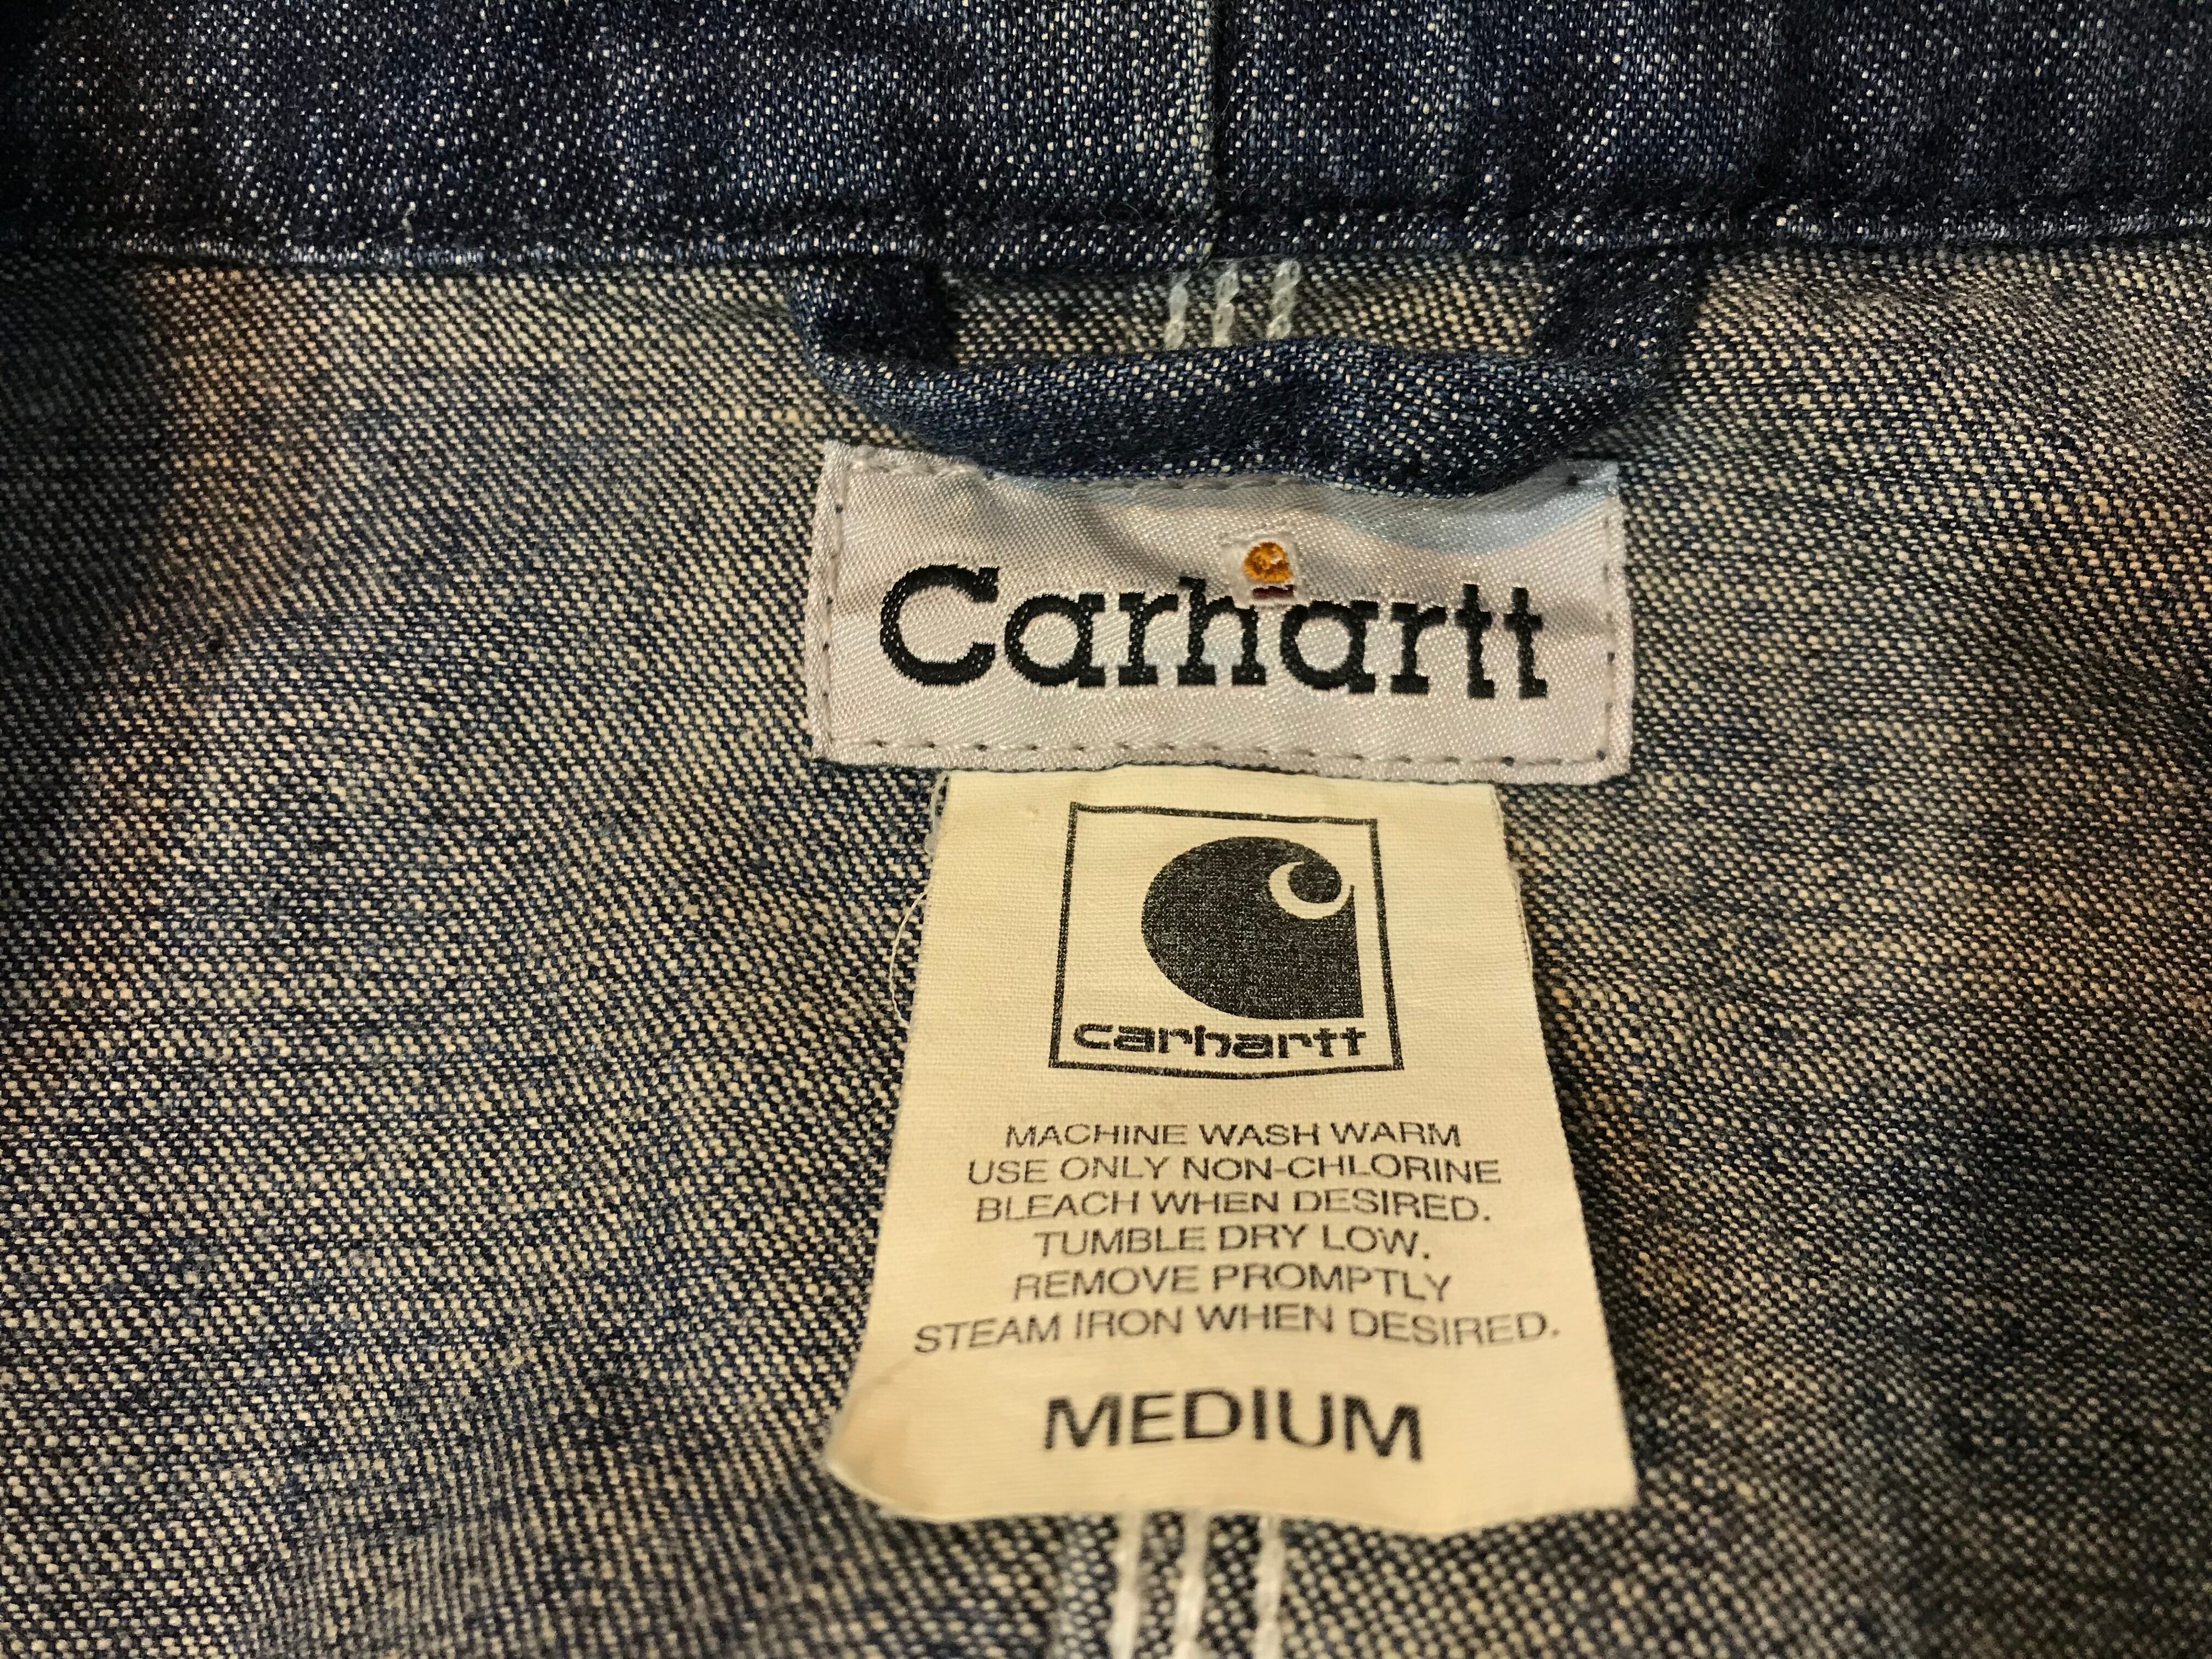 Carhartt
carhartt
MACHINE WASH WARM
USE ONLY NON-CHLORINE
BLEACH WHEN DESIRED.
TUMBLE DRY LOW.
REMOVE PROMPTLY
STEAM IRON WHEN DESIRED.
MEDIUM